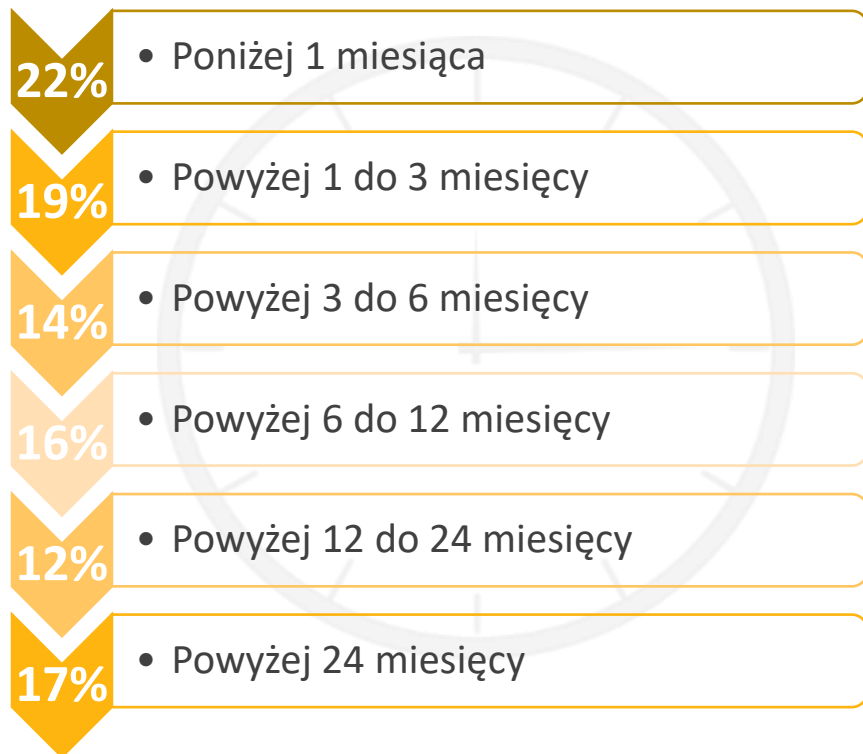 22% • Poniżej 1 miesiąca
19% • Powyżej 1 do 3 miesięcy
14% • Powyżej 3 do 6 miesięcy
16% • Powyżej 6 do 12 miesięcy
12% • Powyżej 12 do 24 miesięcy
17% • Powyżej 24 miesięcy